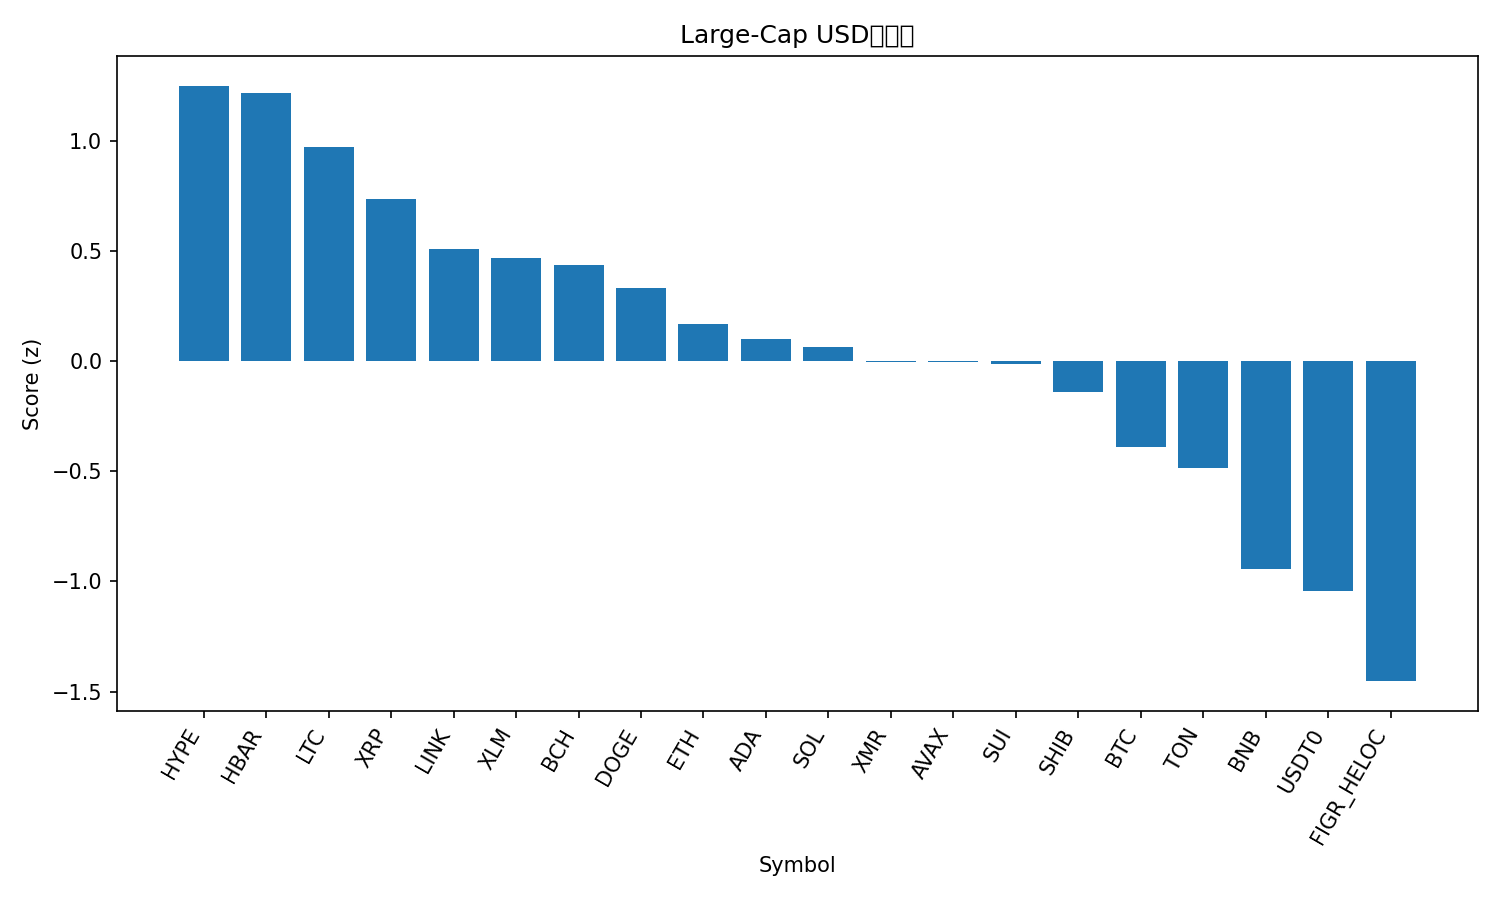 Large-Cap USD
Score (z)
1.0
0.5
0.0
−0.5
−1.0
−1.5
HYPE
HBAR
LTC
XRP
LINK
XLM
BCH
DOGE
ETH
ADA
SOL
XMR
AVAX
SUI
SHIB
BTC
TON
BNB
USDT0
FIGR_HELOC
Symbol